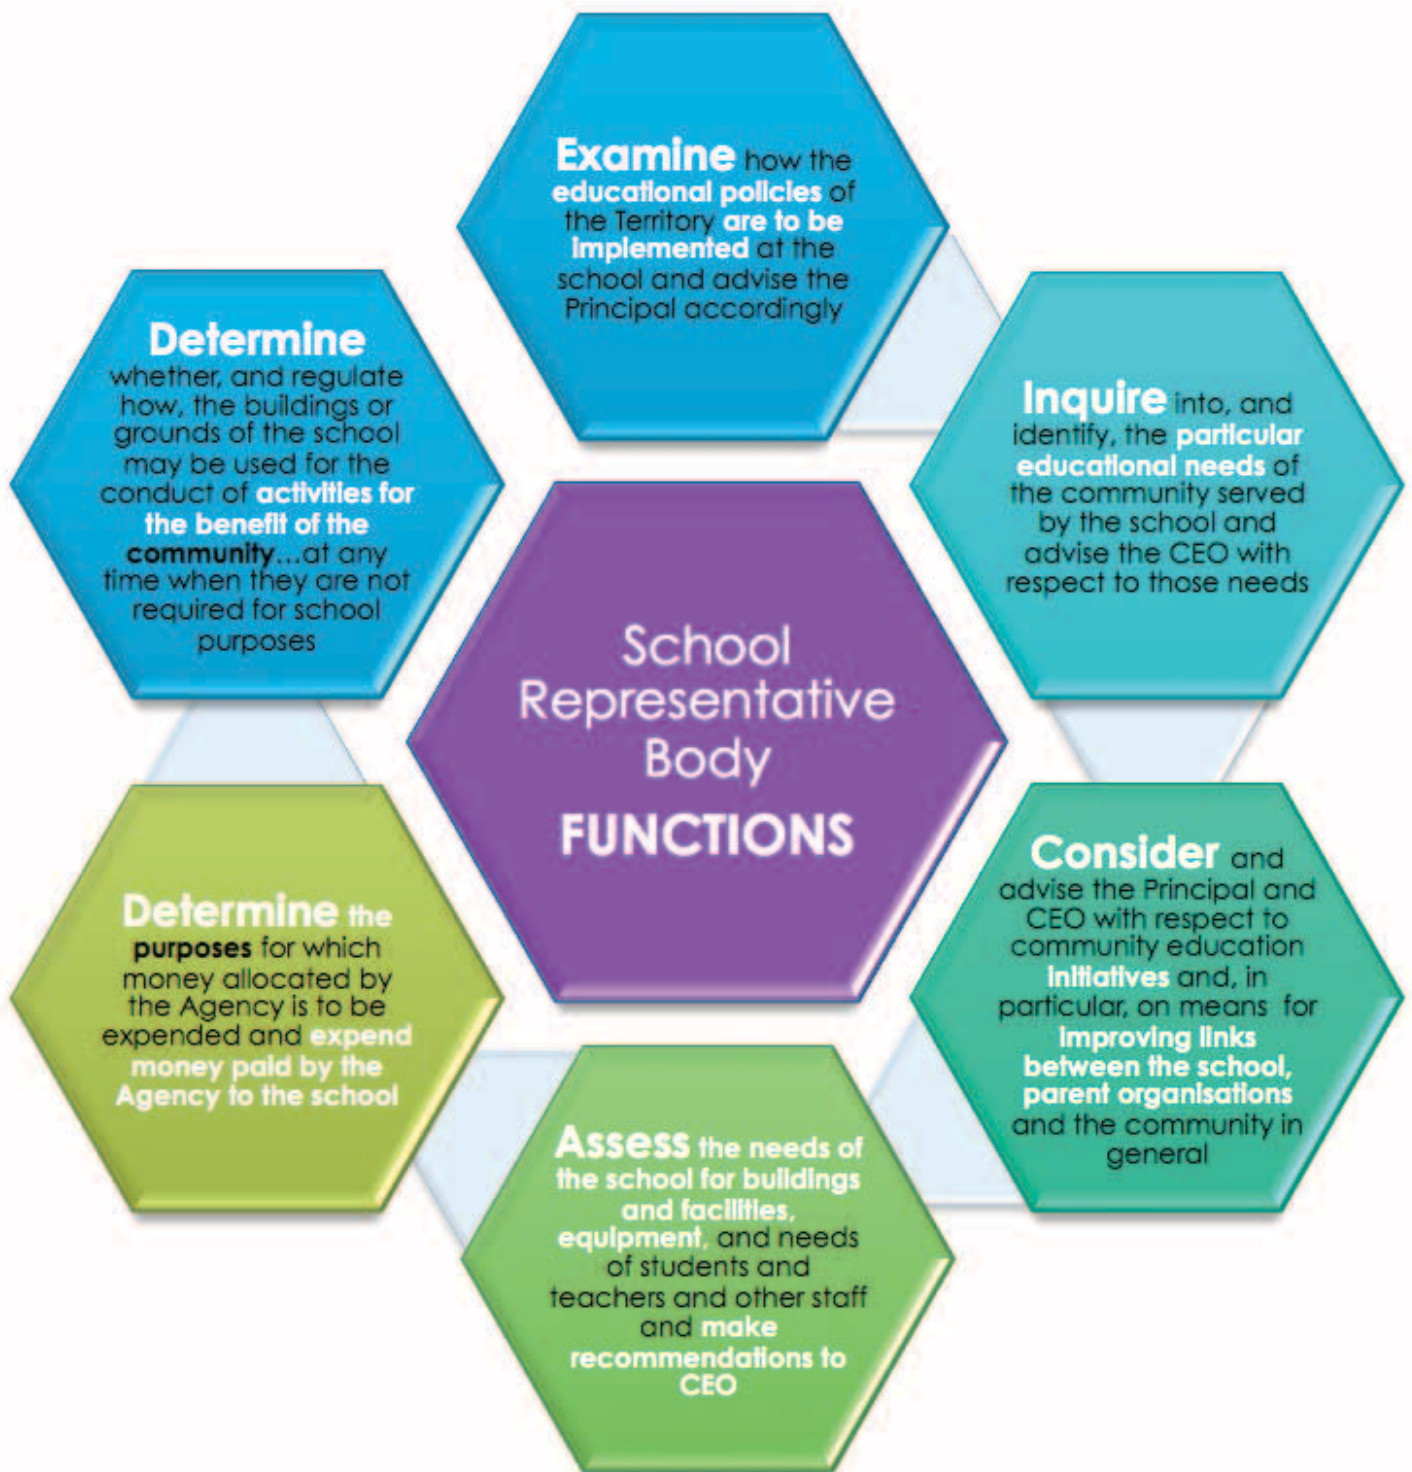 Examine how the
educational policies of
the Territory are to be
implemented at the
school and advise the
Principal accordingly
Inquire into, and
identify, the particular
educational needs of
the community served
by the school and
advise the CEO with
respect to those needs
Consider and
advise the Principal and
CEO with respect to
community education
initiatives and, in
particular, on means for
improving links
between the school,
parent organisations
and the community in
general
Assess the needs of
the school for buildings
and facilities,
equipment, and needs
of students and
teachers and other staff
and make
recommendations to
CEO
Determine the
purposes for which
money allocated by
the Agency is to be
expended and expend
money paid by the
Agency to the school
Determine
whether, and regulate
how, the buildings or
grounds of the school
may be used for the
conduct of activities for
the benefit of the
community...at any
time when they are not
required for school
purposes
School
Representative
Body
FUNCTIONS